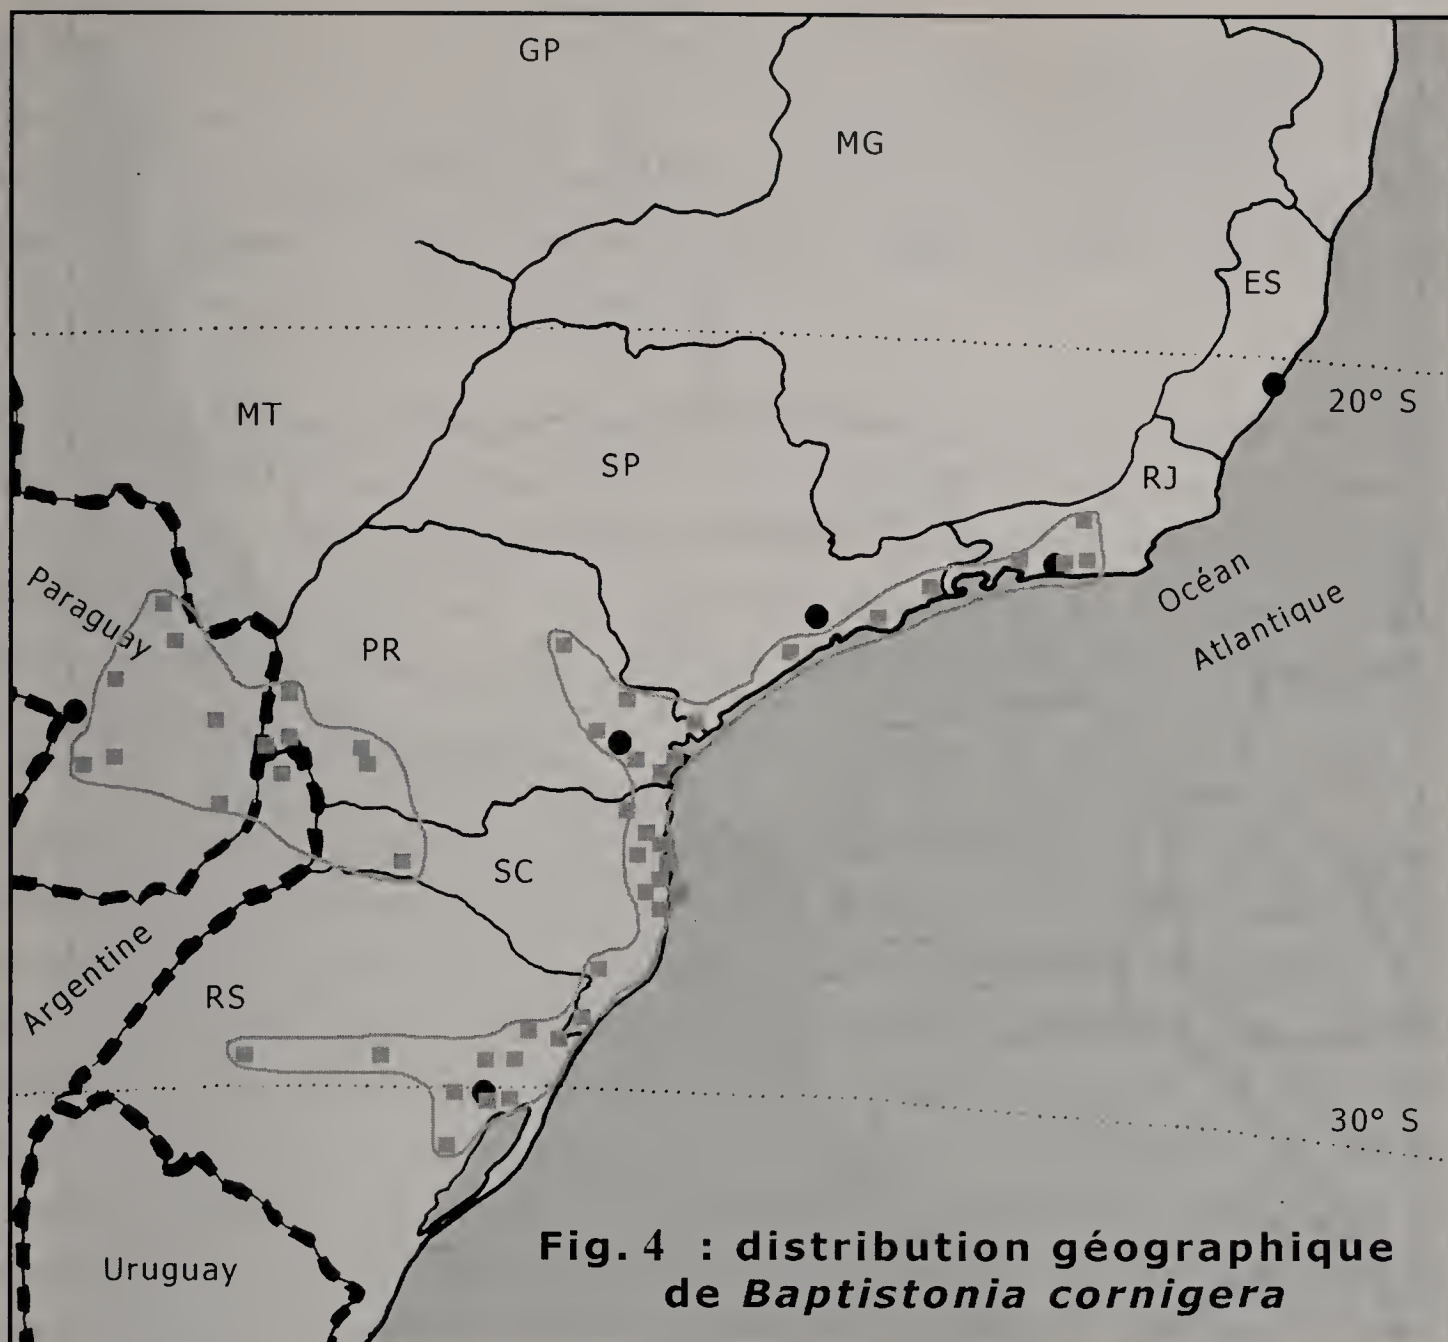 GP
MG
ES
20° S
MT
SP
RJ
Océan
Atlantique
Paraguay
PR
SC
Argentine
RS
30° S
Uruguay
Fig. 4 : distribution géographique
de Baptistonia cornigera